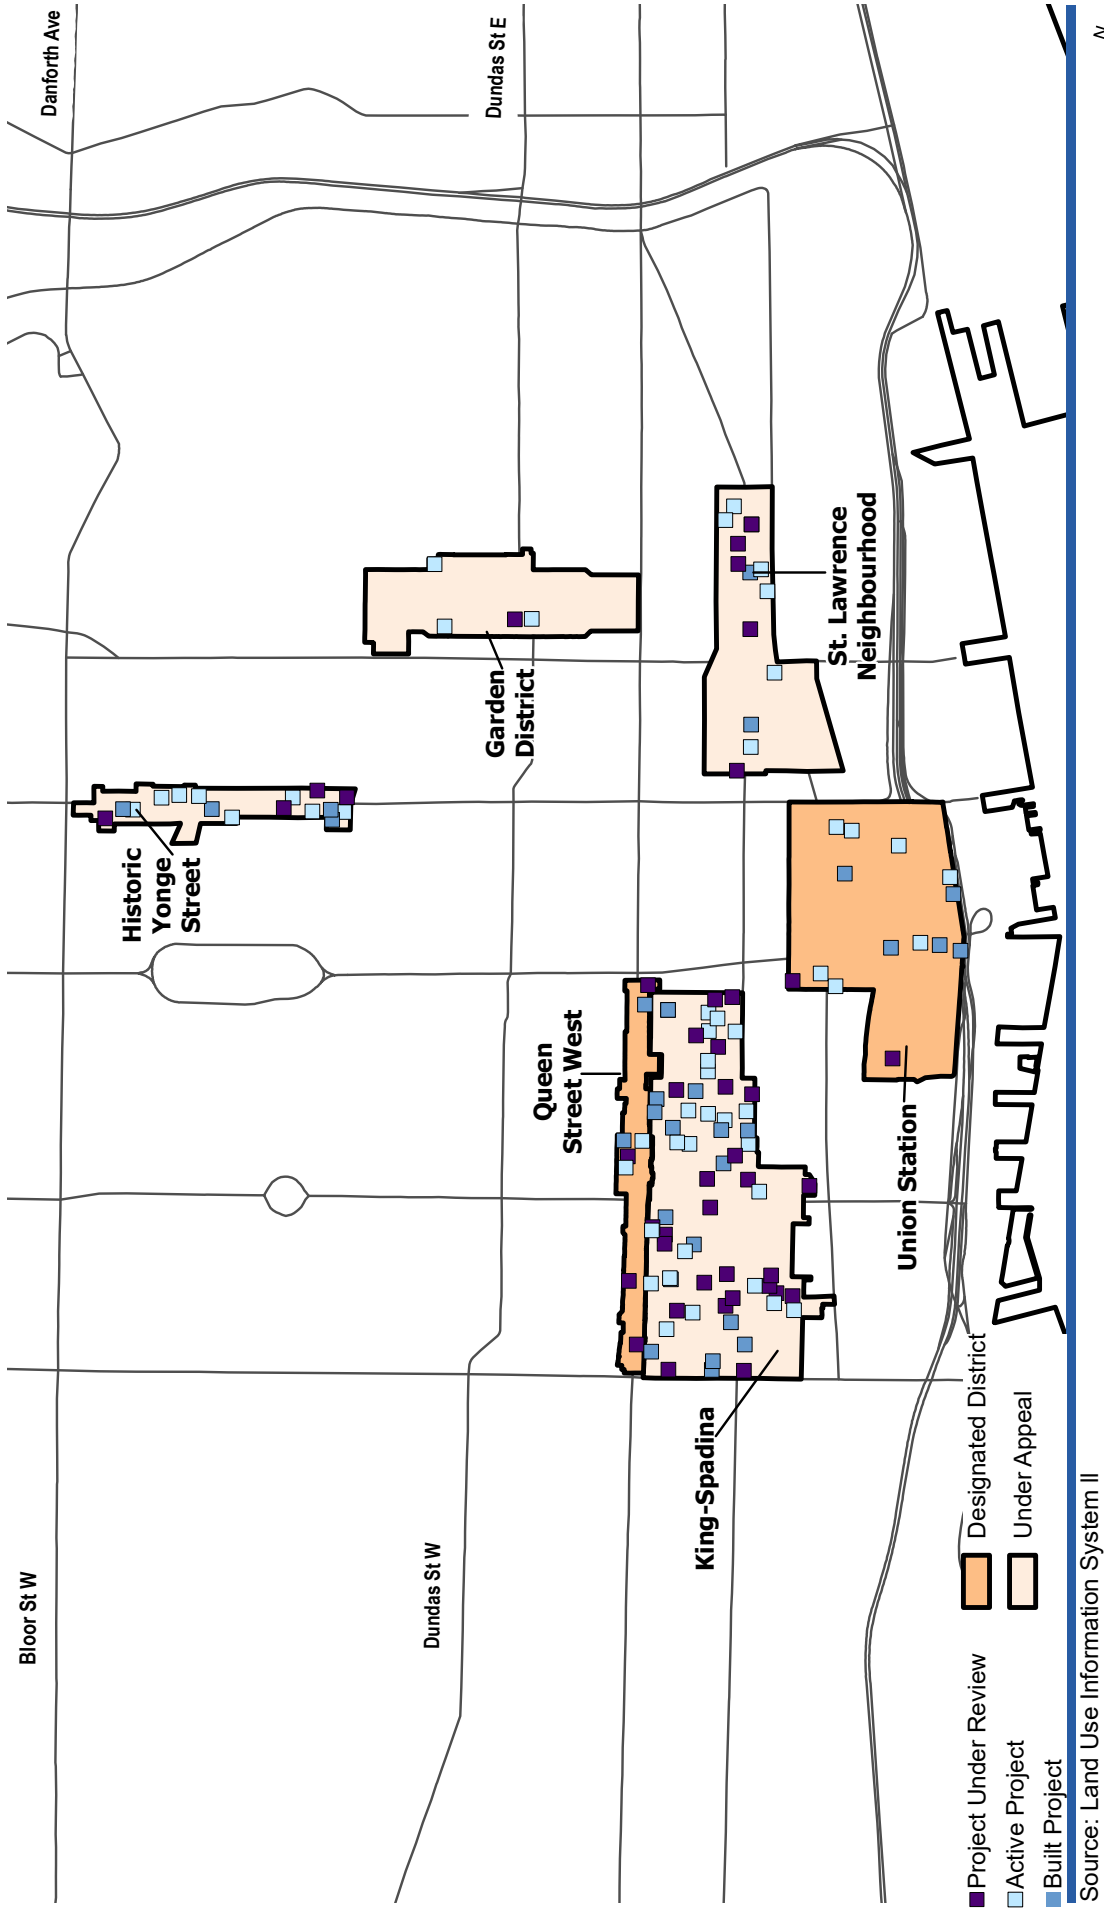 Bloor St W
Danforth Ave
Dundas St W
Dundas St E
Historic
Yonge
Street
Garden
District
Queen
Street West
King-Spadina
St. Lawrence
Neighbourhood
Union Station
Project Under Review
Active Project
Built Project
Designated District
Under Appeal
Source: Land Use Information System II
N